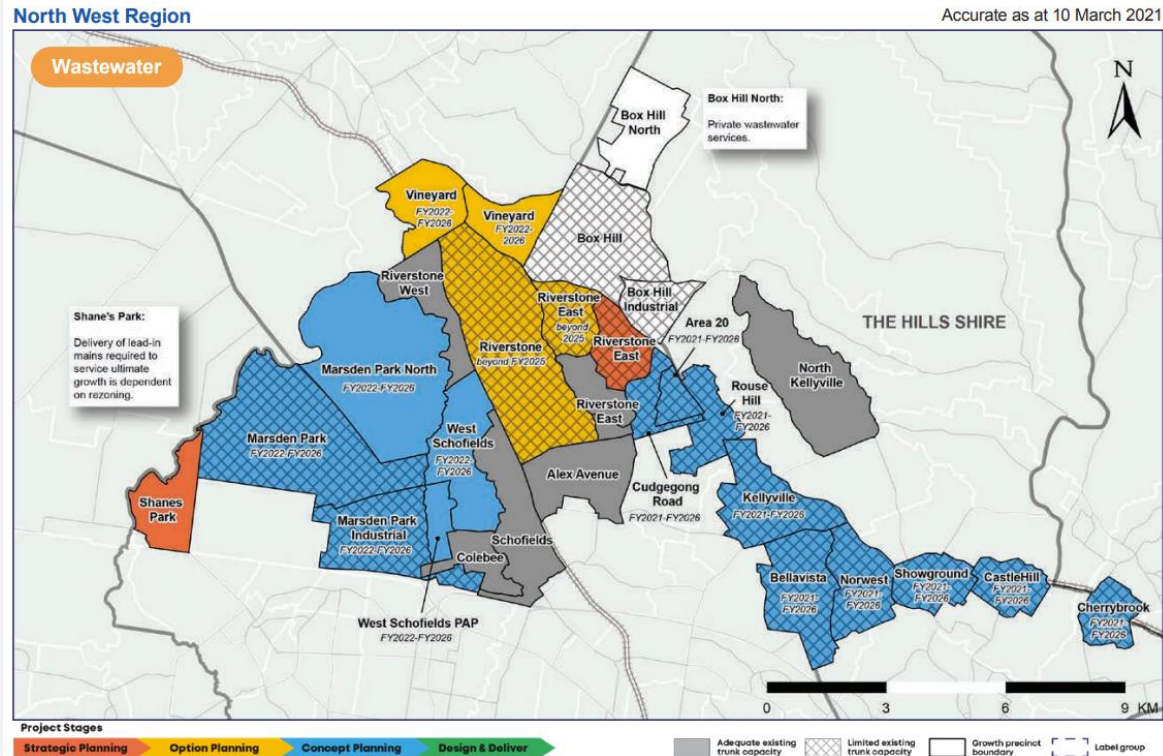 North West Region
Accurate as at 10 March 2021
Wastewater
N
Box Hill North:
Private wastewater
services.
Box Hill
North
Vineyard
FY2022-
FY2026
Vineyard
FY2022-
2026
Box Hill
Riverstone
West
Box Hill
Industrial
Riverstone
East
beyond
2025
Area 20
FY2021-FY2026
Riverstone
East
THE HILLS SHIRE
Shane's Park:
Delivery of lead-in
mains required to
service ultimate
growth is dependent
on rezoning.
Riverstone
beyond FY2025
Marsden Park North
FY2022-FY2026
North
Kellyville
Rouse
Hill
FY2021-
FY2026
Riverstone
East
West
Schofields
FY2022-
FY2026
Marsden Park
FY2022-FY2026
Alex Avenue
Cudgegong
Road
FY2021-FY2026
Kellyville
FY2021-FY2026
Shanes
Park
Marsden Park
Industrial
FY2022-FY2026
Schofields
Colebee
Bellavista
FY2021-
FY2026
Norwest
FY2021-
FY2026
Showground
FY2021-
FY2026
CastleHill
FY2021-
FY2026
Cherrybrook
FY2021-
FY2026
West Schofields PAP
FY2022-FY2026
0 3 6 9 KM
Project Stages
Strategic Planning
Option Planning
Concept Planning
Design & Deliver
Adequate existing
trunk capacity
Limited existing
trunk capacity
Growth precinct
boundary
Label group